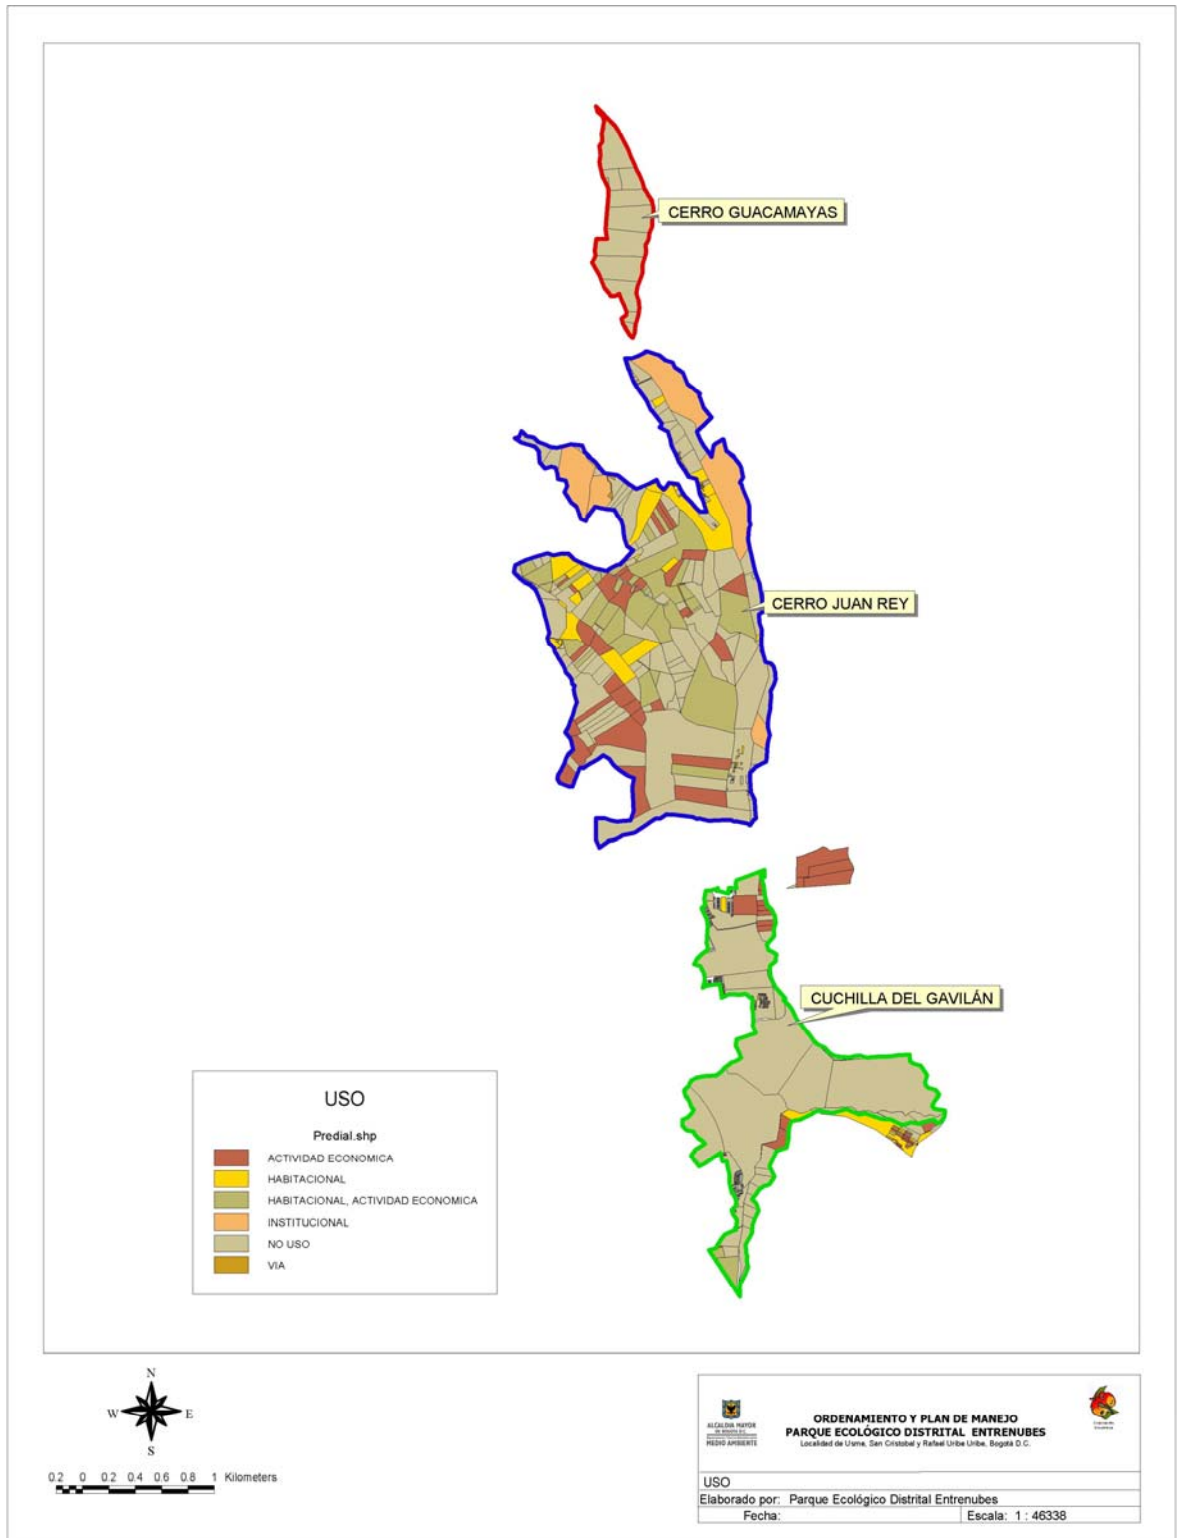 CERRO GUACAMAYAS
CERRO JUAN REY
CUCHILLA DEL GAVILÁN
USO
Predial.shp
ACTIVIDAD ECONOMICA
HABITACIONAL
HABITACIONAL, ACTIVIDAD ECONOMICA
INSTITUCIONAL
NO USO
VIA
N
W E
S
0.2 0 0.2 0.4 0.6 0.8 1 Kilometers
ALCALDIA MAYOR
DE BOGOTA D.C.
MEDIO AMBIENTE
ORDENAMIENTO Y PLAN DE MANEJO
PARQUE ECOLÓGICO DISTRITAL ENTRENUBES
Localidad de Usme, San Cristobal y Rafael Uribe Uribe, Bogotá D.C.
USO
Elaborado por: Parque Ecológico Distrital Entrenubes
Fecha: Escala: 1 : 46338